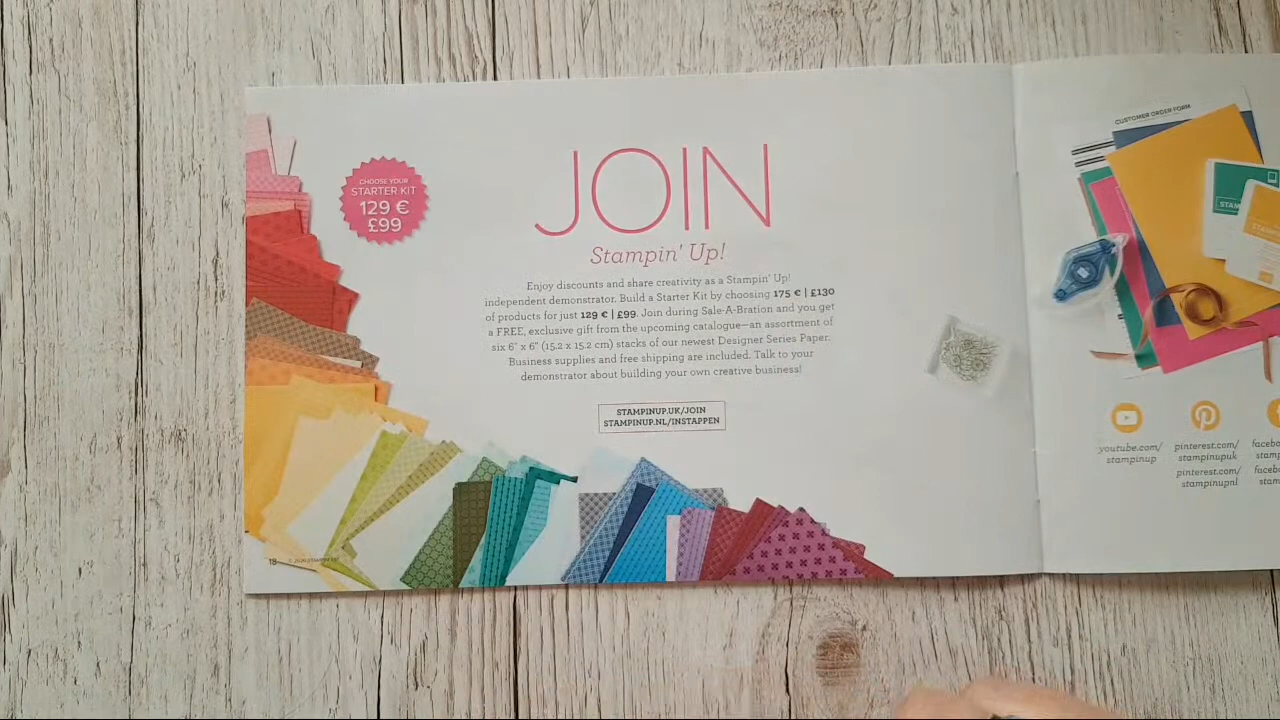 CHOOSE YOUR
STARTER KIT
129 €
£99
JOIN
Stampin' Up!
Enjoy discounts and share creativity as a Stampin' Up!
independent demonstrator. Build a Starter Kit by choosing 175 € | £130
of products for just 129 € | £99. Join during Sale-A-Bration and you get
a FREE, exclusive gift from the upcoming catalogue—an assortment of
six 6" x 6" (15.2 x 15.2 cm) stacks of our newest Designer Series Paper.
Business supplies and free shipping are included. Talk to your
demonstrator about building your own creative business!
STAMPINUP.UK/JOIN
STAMPINUP.NL/INSTAPPEN
18
CUSTOMER ORDER FORM
youtube.com/
stampinup
pinterest.com/
stampinupuk
pinterest.com/
stampinupnl